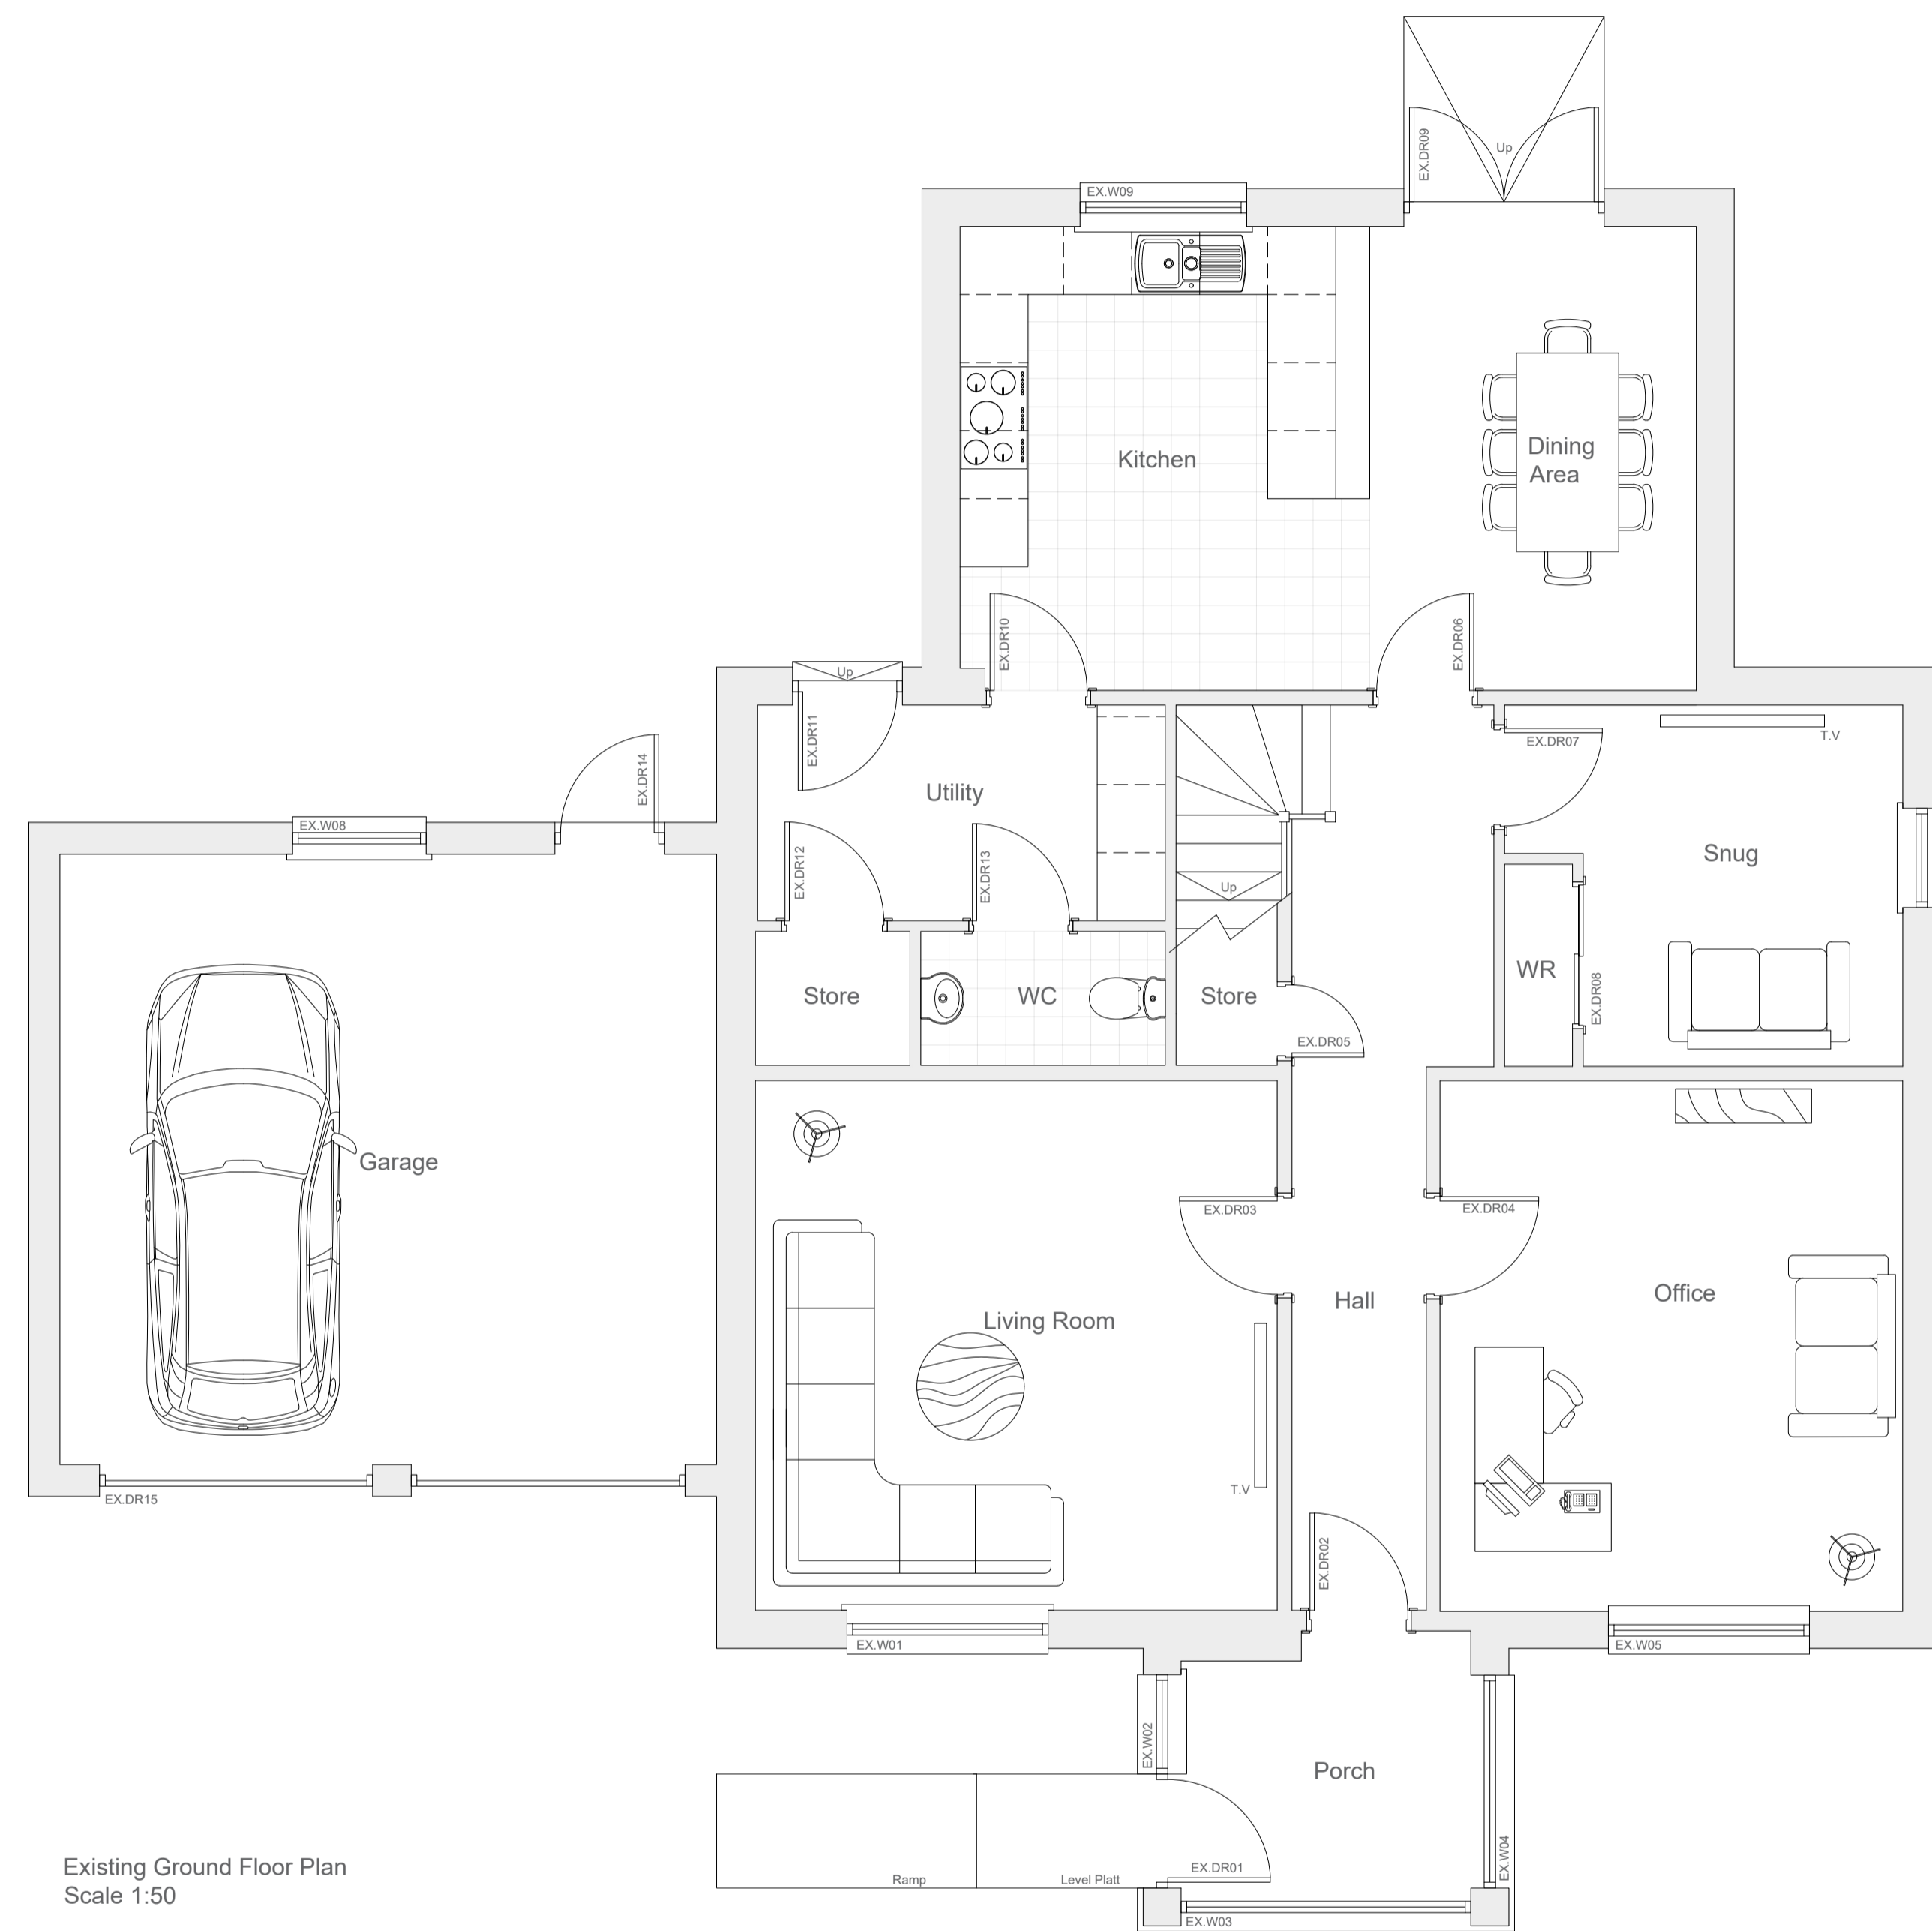 EX.DR09
Up
EX.W09
Kitchen
Dining
Area
EX.DR10
EX.DR06
Up
EX.DR11
EX.DR07
T.V
EX.DR14
Utility
EX.W08
EX.DR12
EX.DR13
Snug
Up
WR
EX.DR08
Store
WC
Store
EX.DR05
Garage
EX.DR03
EX.DR04
Living Room
Hall
Office
T.V
EX.DR15
EX.DR02
EX.W01
EX.W05
EX.W02
Porch
EX.W04
EX.DR01
Ramp
Level Platt
EX.W03
Existing Ground Floor Plan
Scale 1:50